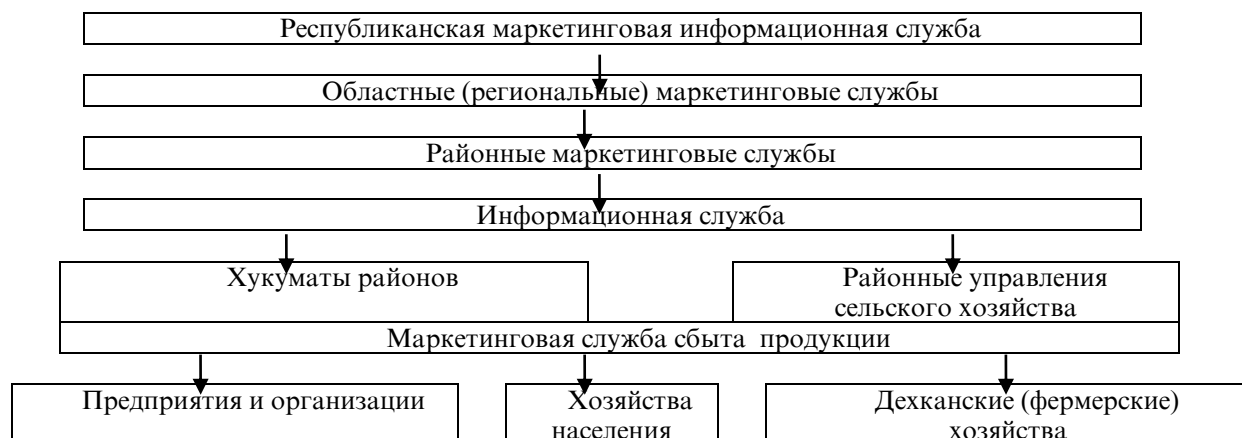 Республиканская маркетинговая информационная служба
Областные (региональные) маркетинговые службы
Районные маркетинговые службы
Информационная служба
Хукуматы районов
Районные управления
сельского хозяйства
Маркетинговая служба сбыта продукции
Предприятия и организации
Хозяйства
населения
Дехканские (фермерские)
хозяйства